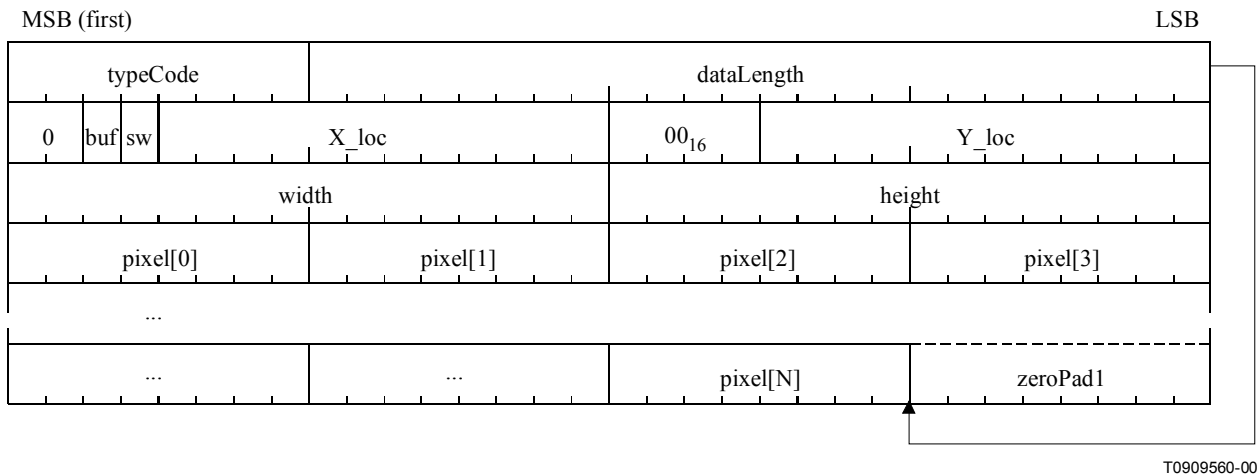 MSB (first) LSB
typeCode dataLength
0 buf sw X_loc 00₁₆ Y_loc
width height
pixel[0] pixel[1] pixel[2] pixel[3]
...
... ... pixel[N] zeroPad1
T0909560-00